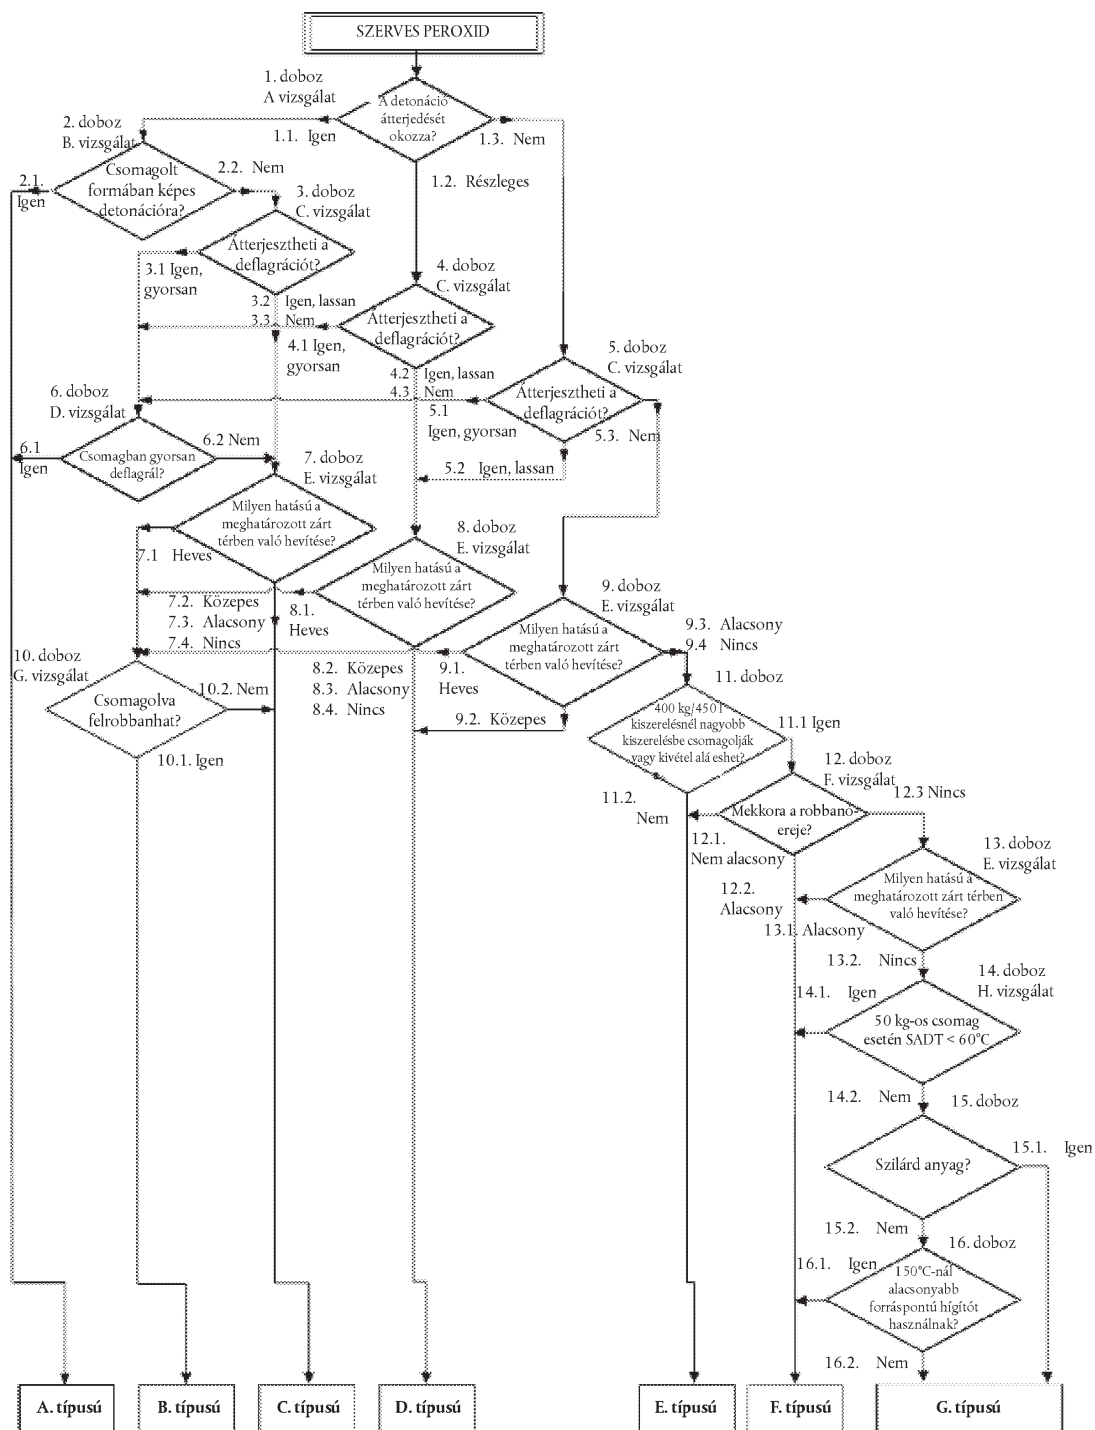 SZERVES PEROXID
1. doboz
A vizsgálat
A detonáció
átterjedését
okozza?
1.1. Igen
1.3. Nem
1.2. Részleges
2. doboz
B. vizsgálat
Csomagolt
formában képes
detonációra?
2.1.
Igen
2.2. Nem
3. doboz
C. vizsgálat
Átterjesztheti a
deflagrációt?
3.1 Igen,
gyorsan
3.2 Igen, lassan
3.3. Nem
4. doboz
C. vizsgálat
Átterjesztheti a
deflagrációt?
4.1 Igen,
gyorsan
4.2 Igen, lassan
4.3 Nem
5. doboz
C. vizsgálat
Átterjesztheti a
deflagrációt?
5.1
Igen, gyorsan
5.3. Nem
5.2 Igen, lassan
6. doboz
D. vizsgálat
Csomagban gyorsan
deflagrál?
6.1
Igen
6.2 Nem
7. doboz
E. vizsgálat
Milyen hatású a
meghatározott zárt
térben való hevítése?
7.1 Heves
7.2. Közepes
7.3. Alacsony
7.4. Nincs
8. doboz
E. vizsgálat
Milyen hatású a
meghatározott zárt
térben való hevítése?
8.1.
Heves
8.2. Közepes
8.3. Alacsony
8.4. Nincs
9. doboz
E. vizsgálat
Milyen hatású a
meghatározott zárt
térben való hevítése?
9.1.
Heves
9.2. Közepes
9.3. Alacsony
9.4 Nincs
10. doboz
G. vizsgálat
Csomagolva
felrobbanhat?
10.2. Nem
10.1. Igen
11. doboz
400 kg/450 l
kiszerelésnél nagyobb
kiszerelésbe csomagolják
vagy kivétel alá eshet?
11.1 Igen
11.2.
Nem
12. doboz
F. vizsgálat
Mekkora a robbanó-
ereje?
12.3 Nincs
12.1.
Nem alacsony
12.2.
Alacsony
13. doboz
E. vizsgálat
Milyen hatású a
meghatározott zárt térben
való hevítése?
13.1. Alacsony
13.2. Nincs
14. doboz
H. vizsgálat
50 kg-os csomag
esetén SADT < 60°C
14.1. Igen
14.2. Nem
15. doboz
Szilárd anyag?
15.1. Igen
15.2. Nem
16. doboz
150°C-nál
alacsonyabb
forráspontú hígítót
használnak?
16.1. Igen
16.2. Nem
A. típusú
B. típusú
C. típusú
D. típusú
E. típusú
F. típusú
G. típusú